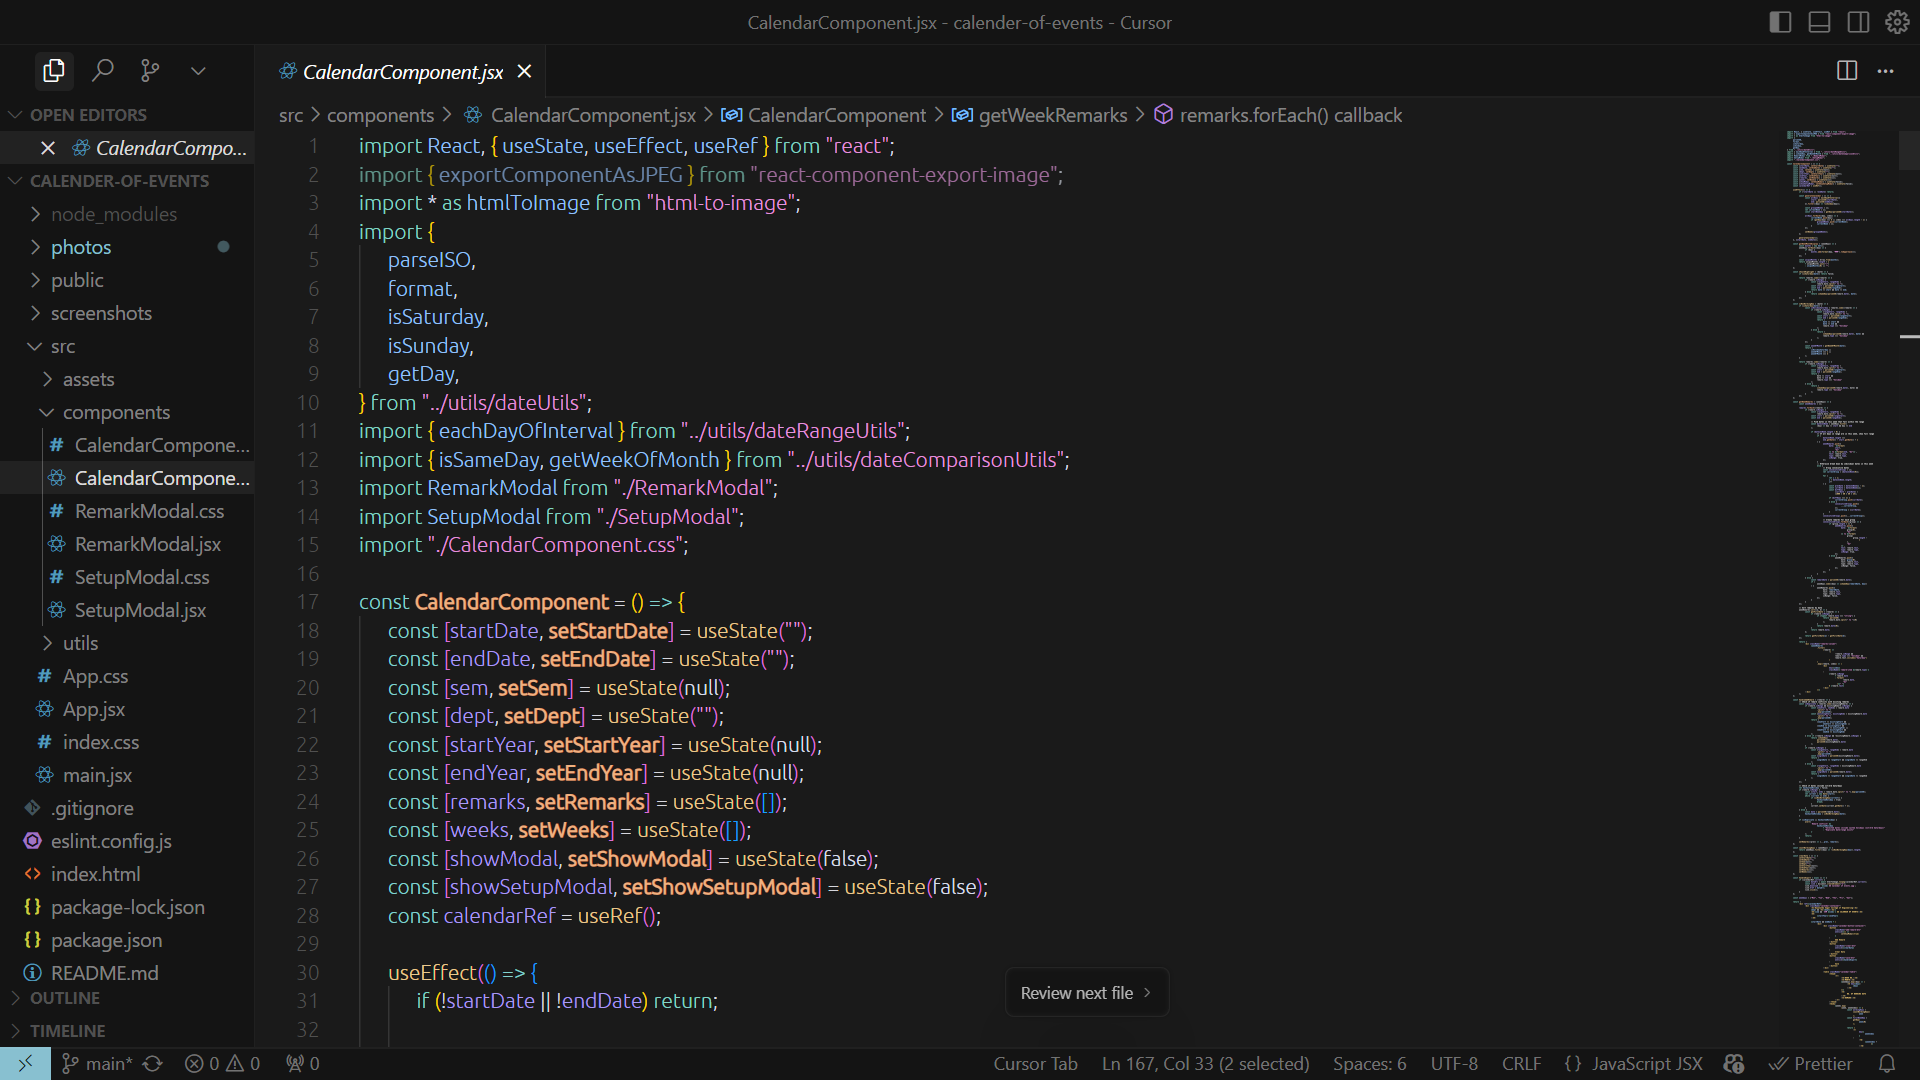 CalendarComponent.jsx - calender-of-events - Cursor
CalendarComponent.jsx
OPEN EDITORS
CalendarCompo...
CALENDER-OF-EVENTS
node_modules
photos
public
screenshots
src
assets
components
# CalendarCompone...
CalendarCompone...
# RemarkModal.css
RemarkModal.jsx
# SetupModal.css
SetupModal.jsx
utils
# App.css
App.jsx
# index.css
main.jsx
.gitignore
eslint.config.js
<> index.html
{} package-lock.json
{} package.json
README.md
OUTLINE
TIMELINE
src > components > CalendarComponent.jsx > CalendarComponent > getWeekRemarks > remarks.forEach() callback
1 import React, { useState, useEffect, useRef } from "react";
2 import { exportComponentAsJPEG } from "react-component-export-image";
3 import * as htmlToImage from "html-to-image";
4 import {
5 parseISO,
6 format,
7 isSaturday,
8 isSunday,
9 getDay,
10 } from "../utils/dateUtils";
11 import { eachDayOfInterval } from "../utils/dateRangeUtils";
12 import { isSameDay, getWeekOfMonth } from "../utils/dateComparisonUtils";
13 import RemarkModal from "./RemarkModal";
14 import SetupModal from "./SetupModal";
15 import "./CalendarComponent.css";
16
17 const CalendarComponent = () => {
18 const [startDate, setStartDate] = useState("");
19 const [endDate, setEndDate] = useState("");
20 const [sem, setSem] = useState(null);
21 const [dept, setDept] = useState("");
22 const [startYear, setStartYear] = useState(null);
23 const [endYear, setEndYear] = useState(null);
24 const [remarks, setRemarks] = useState([]);
25 const [weeks, setWeeks] = useState([]);
26 const [showModal, setShowModal] = useState(false);
27 const [showSetupModal, setShowSetupModal] = useState(false);
28 const calendarRef = useRef();
29
30 useEffect(() => {
31 if (!startDate || !endDate) return;
32
Review next file >
main* 0 0 0 Cursor Tab Ln 167, Col 33 (2 selected) Spaces: 6 UTF-8 CRLF {} JavaScript JSX Prettier